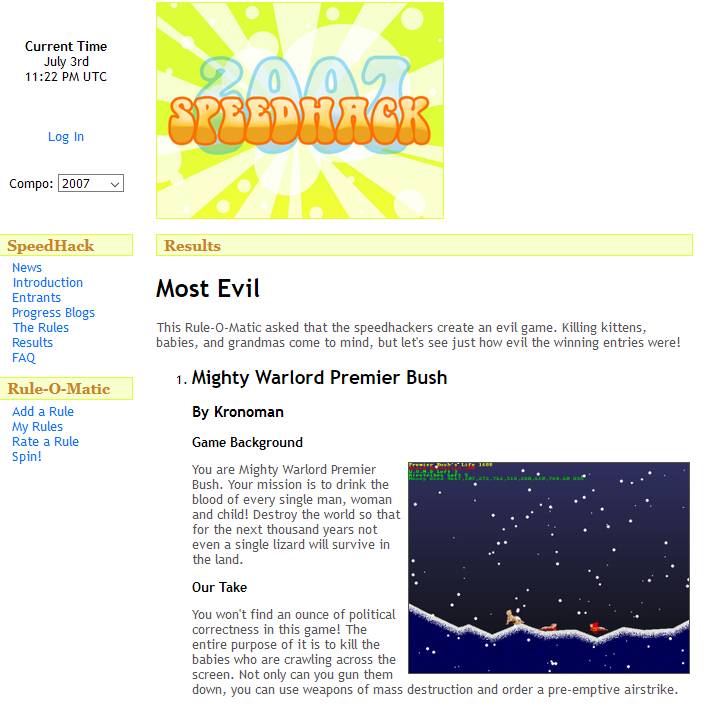 Current Time
July 3rd
11:22 PM UTC
Log In
Compo: 2007
2007
SPEEDHACK
SpeedHack
News
Introduction
Entrants
Progress Blogs
The Rules
Results
FAQ
Rule-O-Matic
Add a Rule
My Rules
Rate a Rule
Spin!
Results
Most Evil
This Rule-O-Matic asked that the speedhackers create an evil game. Killing kittens,
babies, and grandmas come to mind, but let's see just how evil the winning entries were!
1. Mighty Warlord Premier Bush
By Kronoman
Game Background
You are Mighty Warlord Premier
Bush. Your mission is to drink the
blood of every single man, woman
and child! Destroy the world so that
for the next thousand years not
even a single lizard will survive in
the land.
Premier Bush's life 1600
Our Take
You won't find an ounce of political
correctness in this game! The
entire purpose of it is to kill the
babies who are crawling across the
screen. Not only can you gun them
down, you can use weapons of mass destruction and order a pre-emptive airstrike.